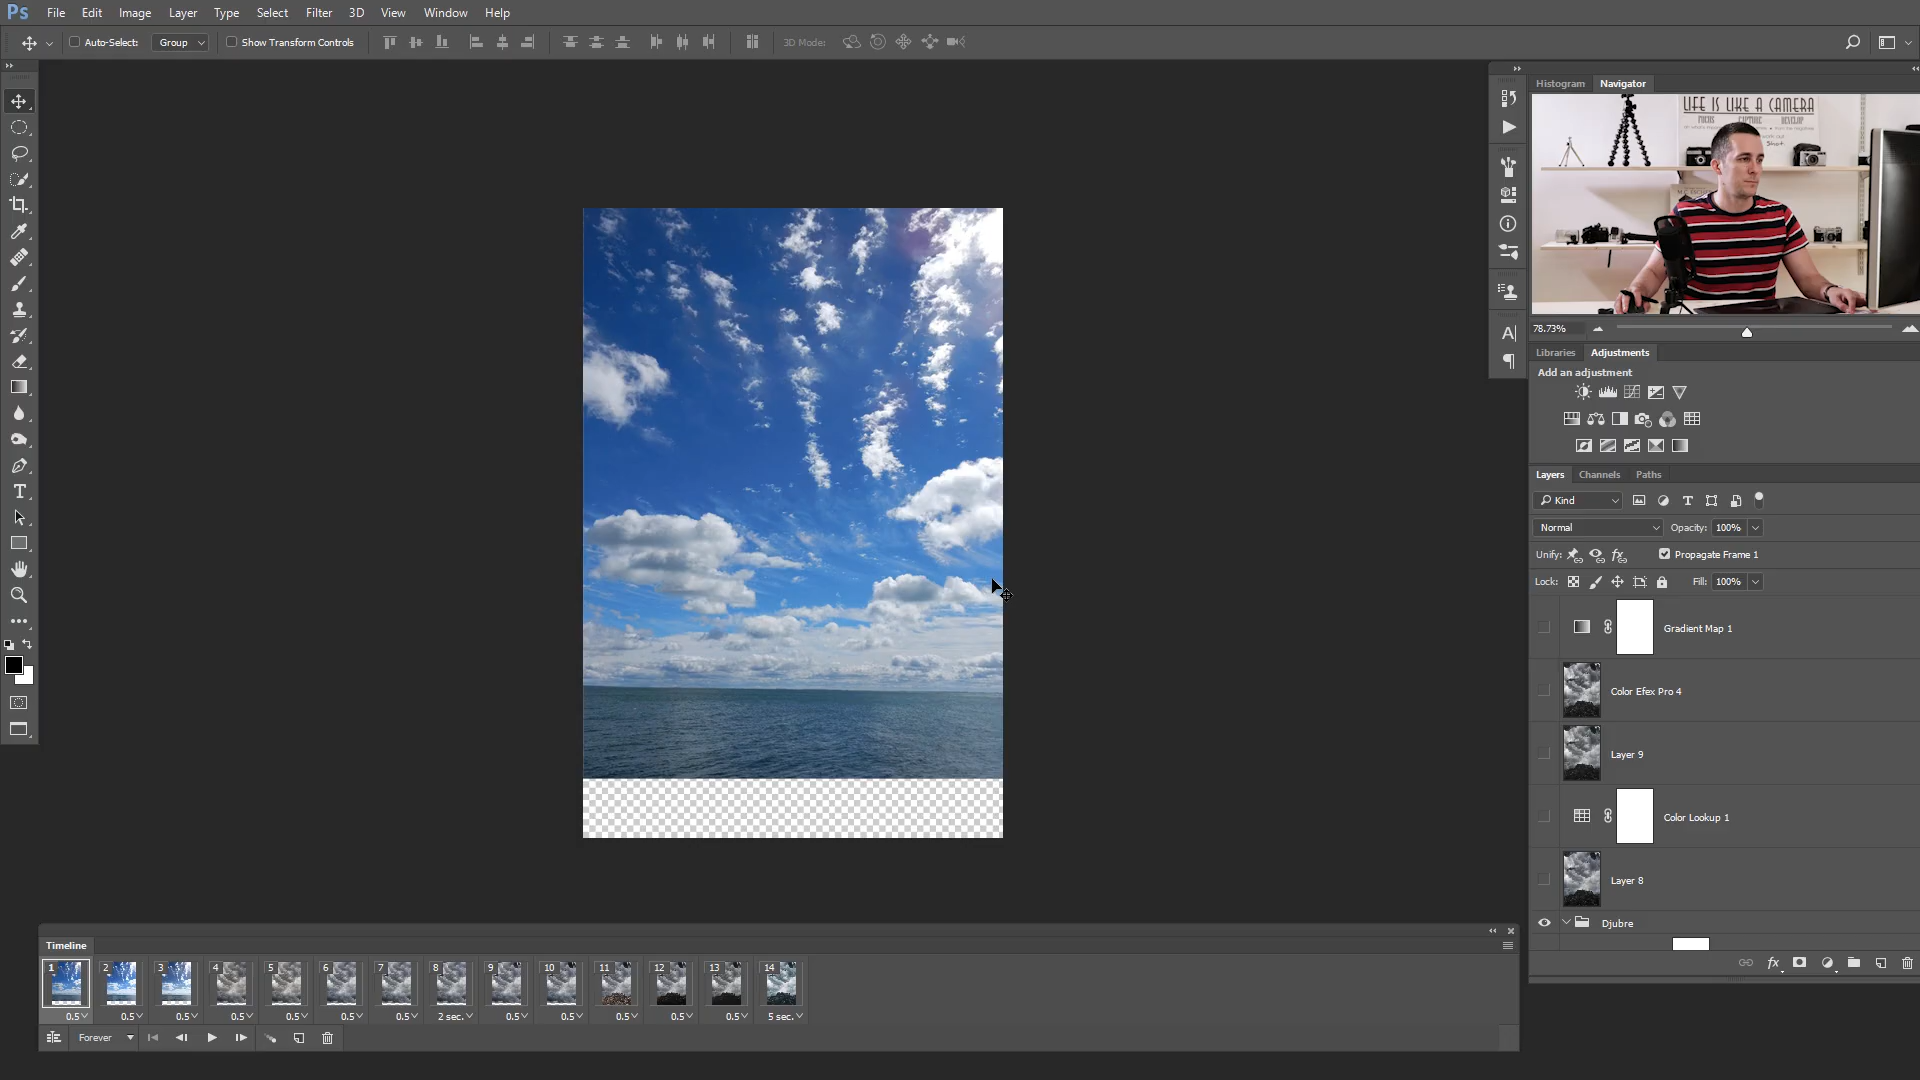 Ps File Edit Image Layer Type Select Filter 3D View Window Help
Auto-Select: Group Show Transform Controls 3D Mode:
Histogram Navigator
LIFE IS LIKE A CAMERA
FOCUS CAPTURE DEVELOP
Shot.
78.73%
Libraries Adjustments
Add an adjustment
Layers Channels Paths
Kind
Normal Opacity: 100%
Unify: Propagate Frame 1
Lock: Fill: 100%
Gradient Map 1
Color Efex Pro 4
Layer 9
Color Lookup 1
Layer 8
Djubre
Timeline
1 2 3 4 5 6 7 8 9 10 11 12 13 14
0.5 0.5 0.5 0.5 0.5 0.5 0.5 2 sec. 0.5 0.5 0.5 0.5 0.5 5 sec.
Forever